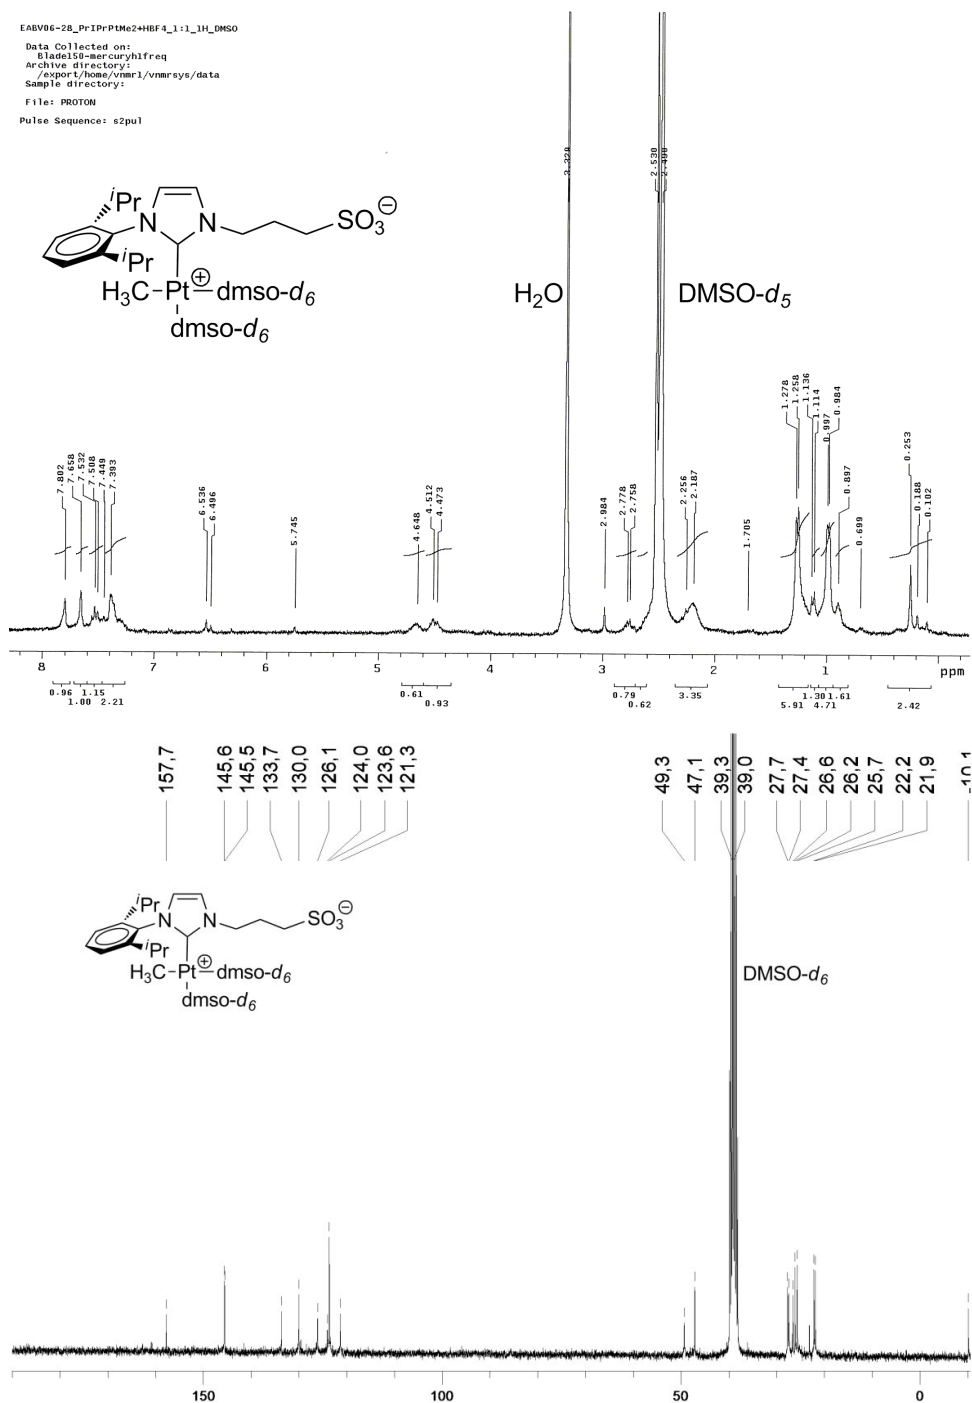 EABV06-28_PrIPrPtMe2+HBF4_1:1_1H_DMSO
Data Collected on:
Blade150-mercuryhlfreq
Archive directory:
/export/home/vnmr1/vnmrsys/data
Sample directory:
File: PROTON
Pulse Sequence: s2pul
3.329
2.530
iPr
N
N
SO3⊖
iPr
H3C-Pt⊕-dmso-d6
dmso-d6
H2O
DMSO-d5
7.802
7.658
7.532
7.508
7.449
7.393
6.536
6.496
5.745
4.648
4.512
4.473
2.984
2.778
2.758
2.256
2.187
1.705
1.278
1.258
1.136
1.114
0.997
0.984
0.897
0.699
0.253
0.188
0.102
8 7 6 5 4 3 2 1 ppm
0.96 1.15 0.61 0.79 3.35 1.30 1.61
1.00 2.21 0.93 0.62 5.91 4.71 2.42
157,7
145,6
145,5
133,7
130,0
126,1
124,0
123,6
121,3
49,3
47,1
39,3
39,0
27,7
27,4
26,6
26,2
25,7
22,2
21,9
iPr
N
N
SO3⊖
iPr
H3C-Pt⊕-dmso-d6
dmso-d6
DMSO-d6
150 100 50 0